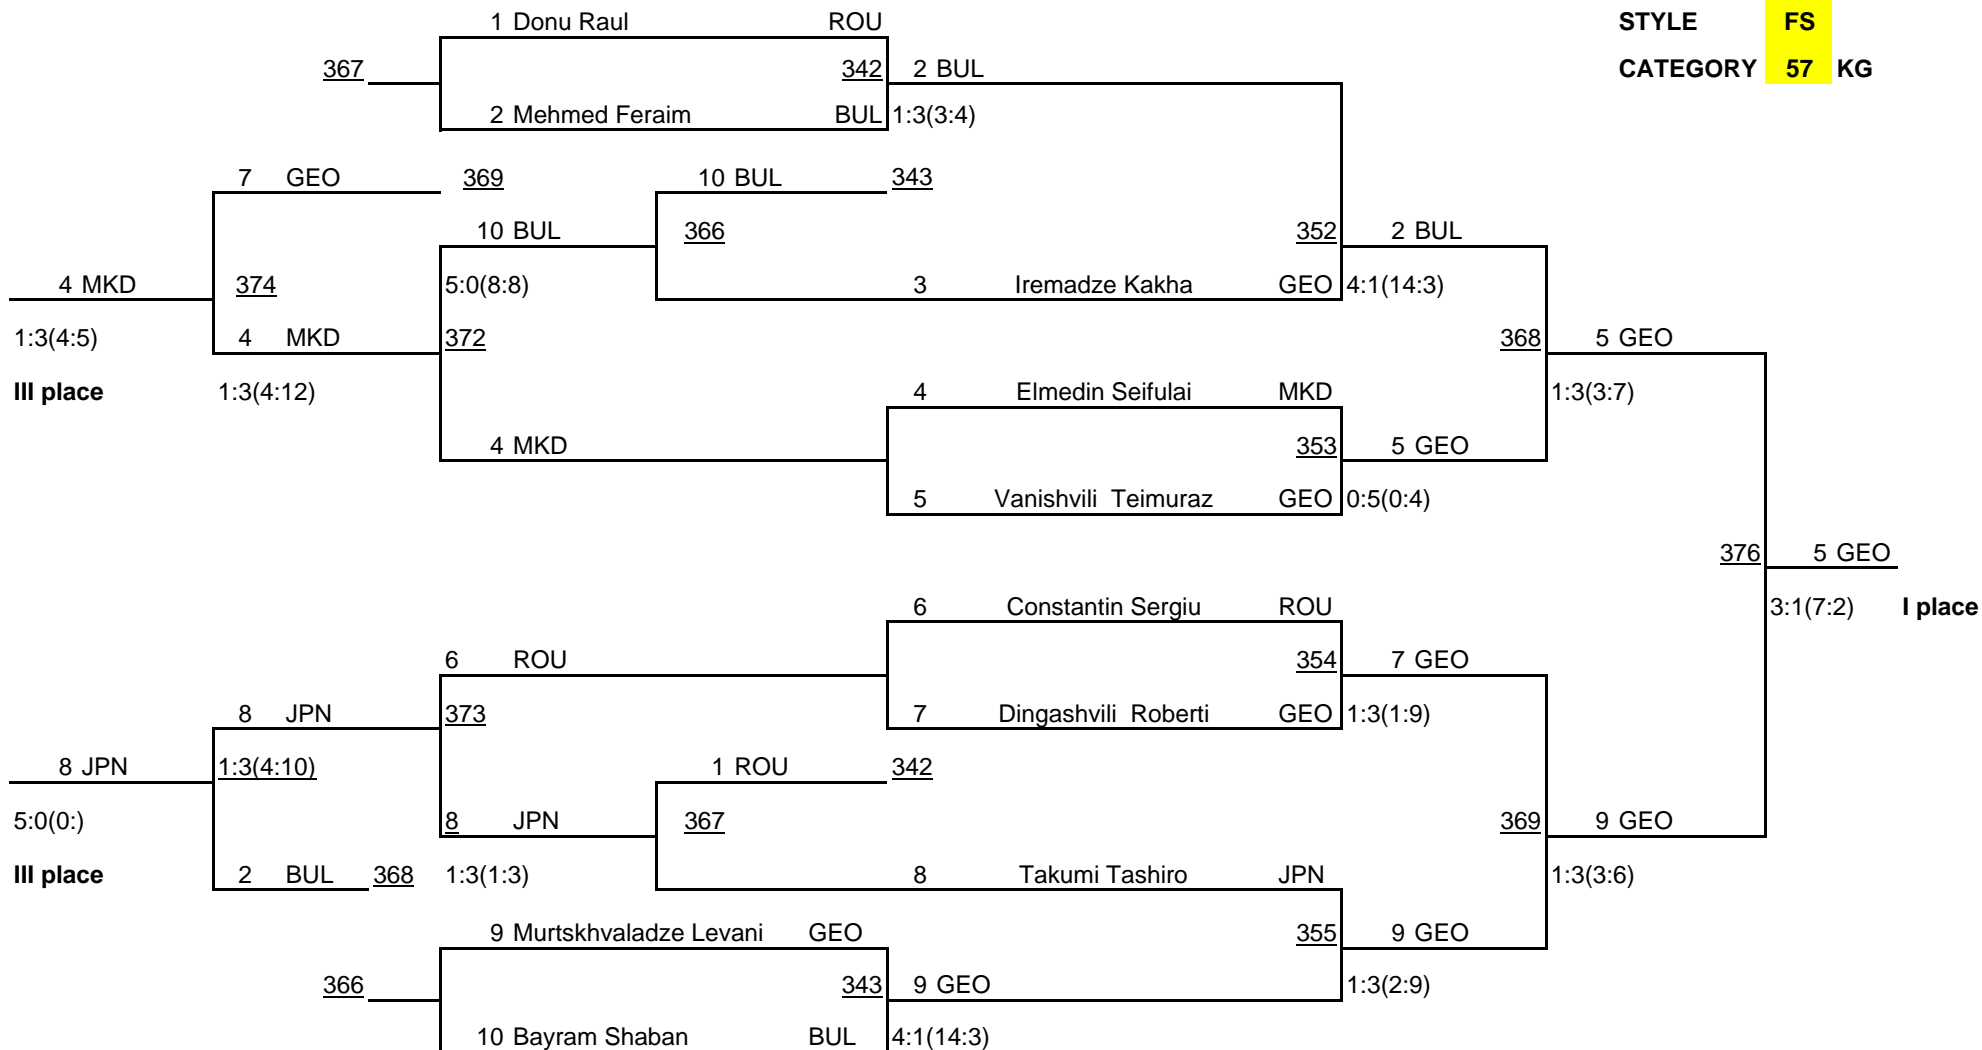 1 Donu Raul ROU STYLE FS
367 342 2 BUL CATEGORY 57 KG
2 Mehmed Feraim BUL 1:3(3:4)
7 GEO 369 10 BUL 343
10 BUL 366 352 2 BUL
4 MKD 374 5:0(8:8) 3 Iremadze Kakha GEO 4:1(14:3)
1:3(4:5) 4 MKD 372 368 5 GEO
III place 1:3(4:12) 4 Elmedin Seifulai MKD 1:3(3:7)
4 MKD 353 5 GEO
5 Vanishvili Teimuraz GEO 0:5(0:4)
376 5 GEO
6 Constantin Sergiu ROU 3:1(7:2) I place
6 ROU 354 7 GEO
8 JPN 373 7 Dingashvili Roberti GEO 1:3(1:9)
8 JPN 1:3(4:10) 1 ROU 342
5:0(0:) 8 JPN 367 369 9 GEO
III place 2 BUL 368 1:3(1:3) 8 Takumi Tashiro JPN 1:3(3:6)
9 Murtskhvaladze Levani GEO 355 9 GEO
366 343 9 GEO 1:3(2:9)
10 Bayram Shaban BUL 4:1(14:3)